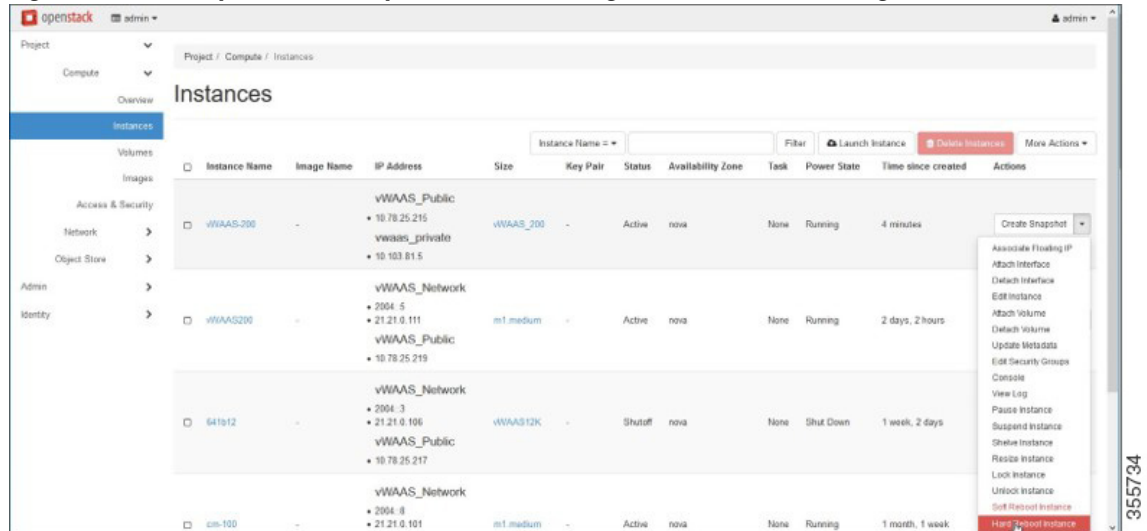 openstack admin
admin
Project
Compute
Overview
Instances
Volumes
Images
Access & Security
Network
Object Store
Admin
Identity
Project / Compute / Instances
Instances
Instance Name = Filter Launch Instance Delete Instances More Actions
Instance Name Image Name IP Address Size Key Pair Status Availability Zone Task Power State Time since created Actions
vWAAS_Public
• 10.78.25.215
vWAAS-200 - vwaas_private vWAAS_200 - Active nova None Running 4 minutes Create Snapshot
• 10.103.81.5
vWAAS_Network
• 2004::5
vWAAS200 - • 21.21.0.111 m1.medium - Active nova None Running 2 days, 2 hours
vWAAS_Public
• 10.78.25.219
vWAAS_Network
• 2004::3
641b12 - • 21.21.0.106 vWAAS12K - Shutoff nova None Shut Down 1 week, 2 days
vWAAS_Public
• 10.78.25.217
vWAAS_Network
• 2004::8
cm-100 - • 21.21.0.101 m1.medium - Active nova None Running 1 month, 1 week
Associate Floating IP
Attach Interface
Detach Interface
Edit Instance
Attach Volume
Detach Volume
Update Metadata
Edit Security Groups
Console
View Log
Pause Instance
Suspend Instance
Shelve Instance
Resize Instance
Lock Instance
Unlock Instance
Soft Reboot Instance
Hard Reboot Instance
355734